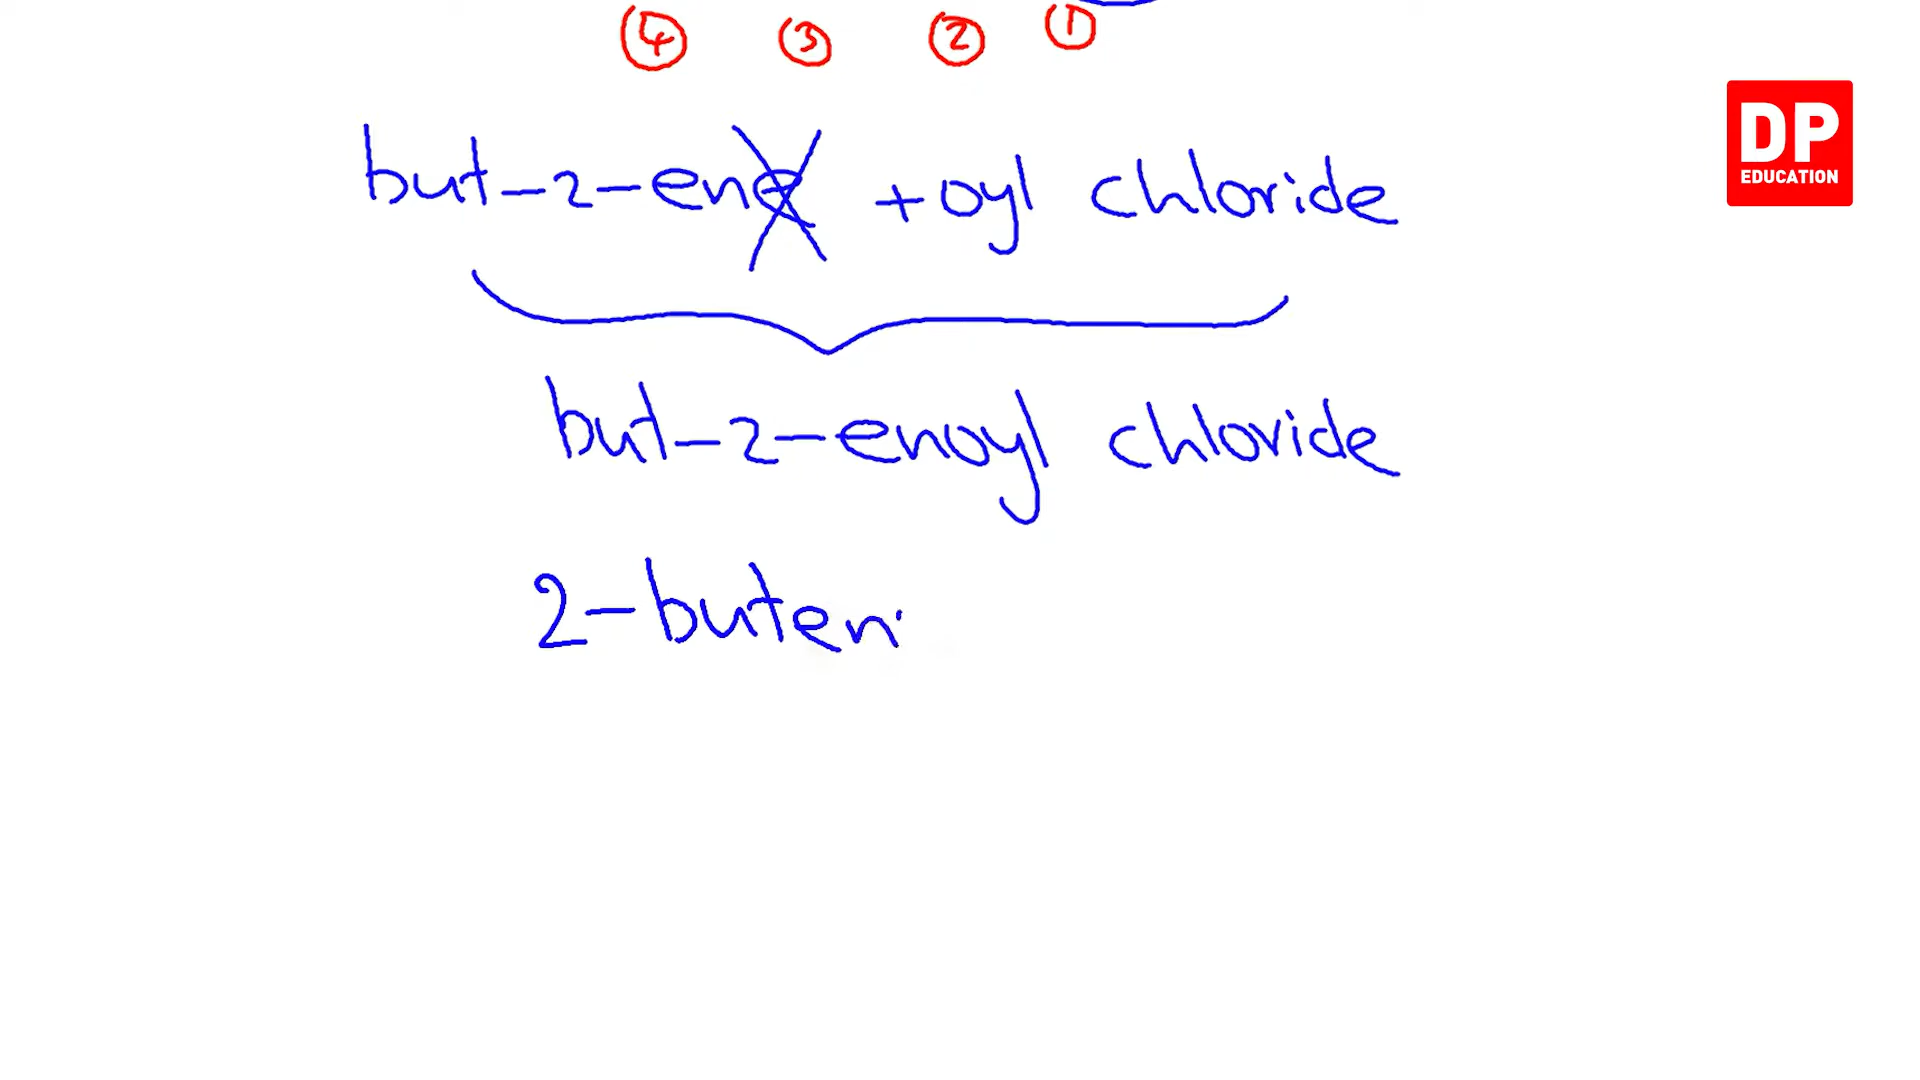 ④ ③ ② ①
but-2-ene +oyl chloride
but-2-enoyl chloride
2-buten
DP
EDUCATION